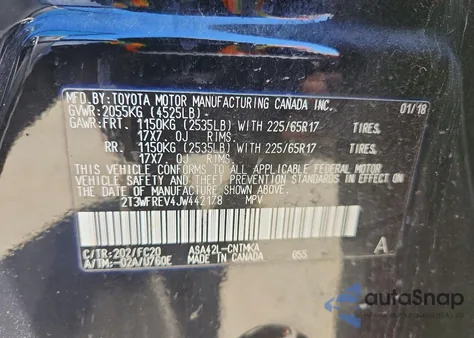 MFD.BY:TOYOTA MOTOR MANUFACTURING CANADA INC. 01/18
GVWR:2055KG (4525LB)
GAWR:FRT. 1150KG (2535LB) WITH 225/65R17 TIRES,
17X7.0J RIMS,
RR. 1150KG (2535LB) WITH 225/65R17 TIRES,
17X7.0J RIMS,
THIS VEHICLE CONFORMS TO ALL APPLICABLE FEDERAL MOTOR
VEHICLE SAFETY AND THEFT PREVENTION STANDARDS IN EFFECT ON
THE DATE OF MANUFACTURE SHOWN ABOVE.
2T3WFREV4JW442178 MPV
C/TR:202/FC20 ASA42L-CNTMKA A
A/TM:-02A/U760E MADE IN CANADA 055
autoSnap